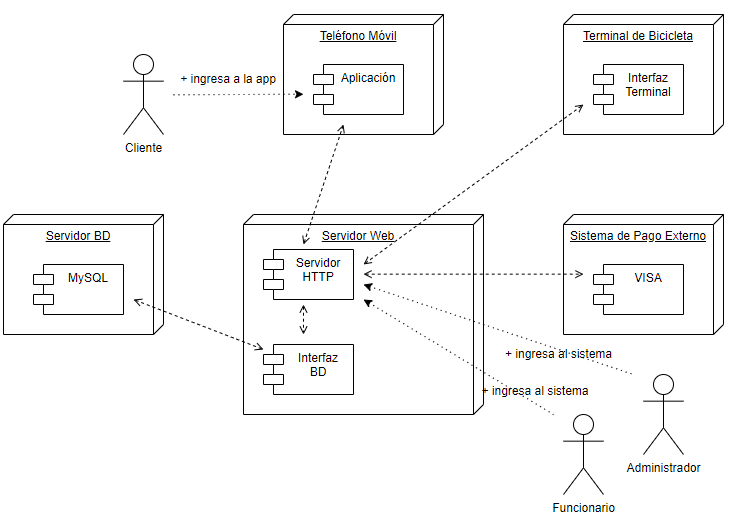 Teléfono Móvil
Terminal de Bicicleta
+ ingresa a la app
Aplicación
Interfaz
Terminal
Cliente
Servidor BD
Servidor Web
Sistema de Pago Externo
MySQL
Servidor
HTTP
VISA
Interfaz
BD
+ ingresa al sistema
+ ingresa al sistema
Administrador
Funcionario